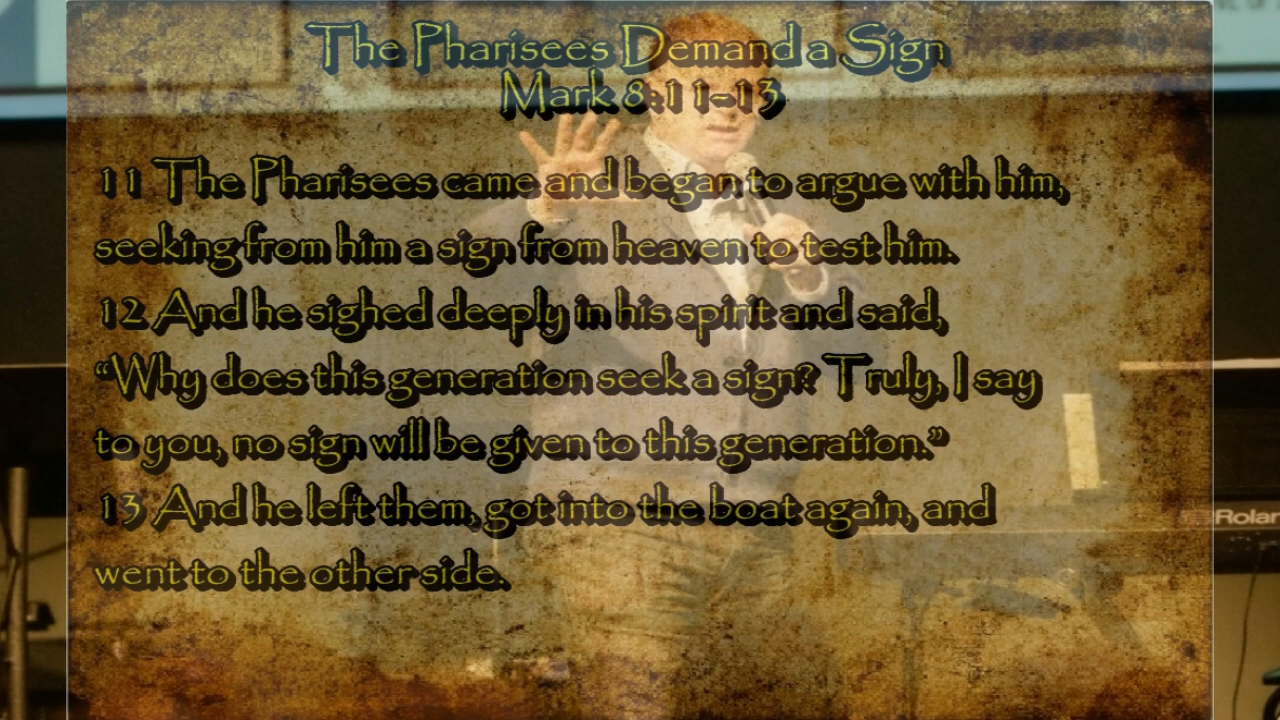 The Pharisees Demand a Sign
Mark 8:11-13
11 The Pharisees came and began to argue with him,
seeking from him a sign from heaven to test him.
12 And he sighed deeply in his spirit and said,
“Why does this generation seek a sign? Truly, I say
to you, no sign will be given to this generation.”
13 And he left them, got into the boat again, and
went to the other side.
Roland